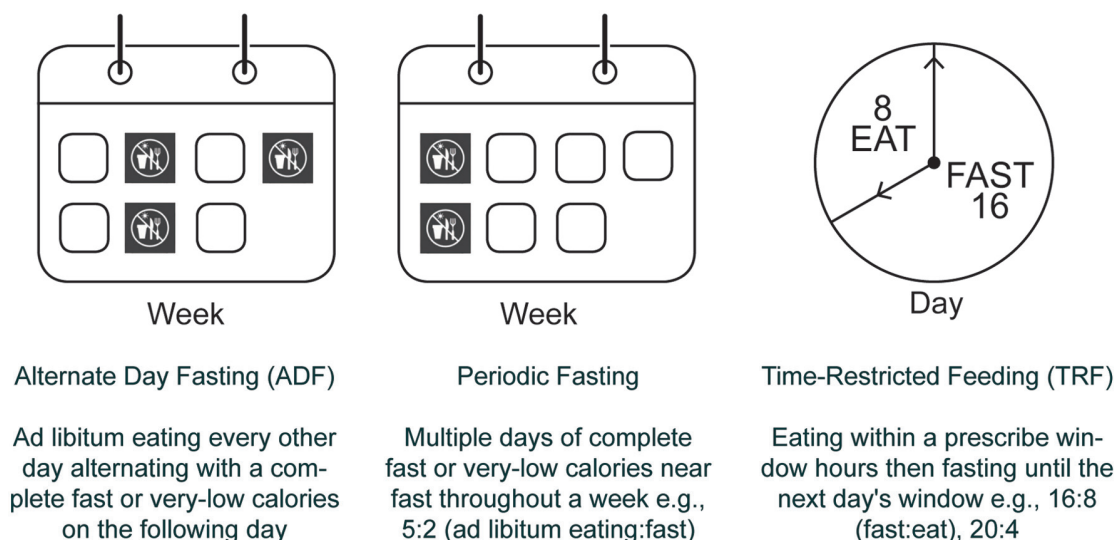 8
EAT
FAST
16
Week
Week
Day
Alternate Day Fasting (ADF)
Ad libitum eating every other
day alternating with a com-
plete fast or very-low calories
on the following day
Periodic Fasting
Multiple days of complete
fast or very-low calories near
fast throughout a week e.g.,
5:2 (ad libitum eating:fast)
Time-Restricted Feeding (TRF)
Eating within a prescribe win-
dow hours then fasting until the
next day's window e.g., 16:8
(fast:eat), 20:4